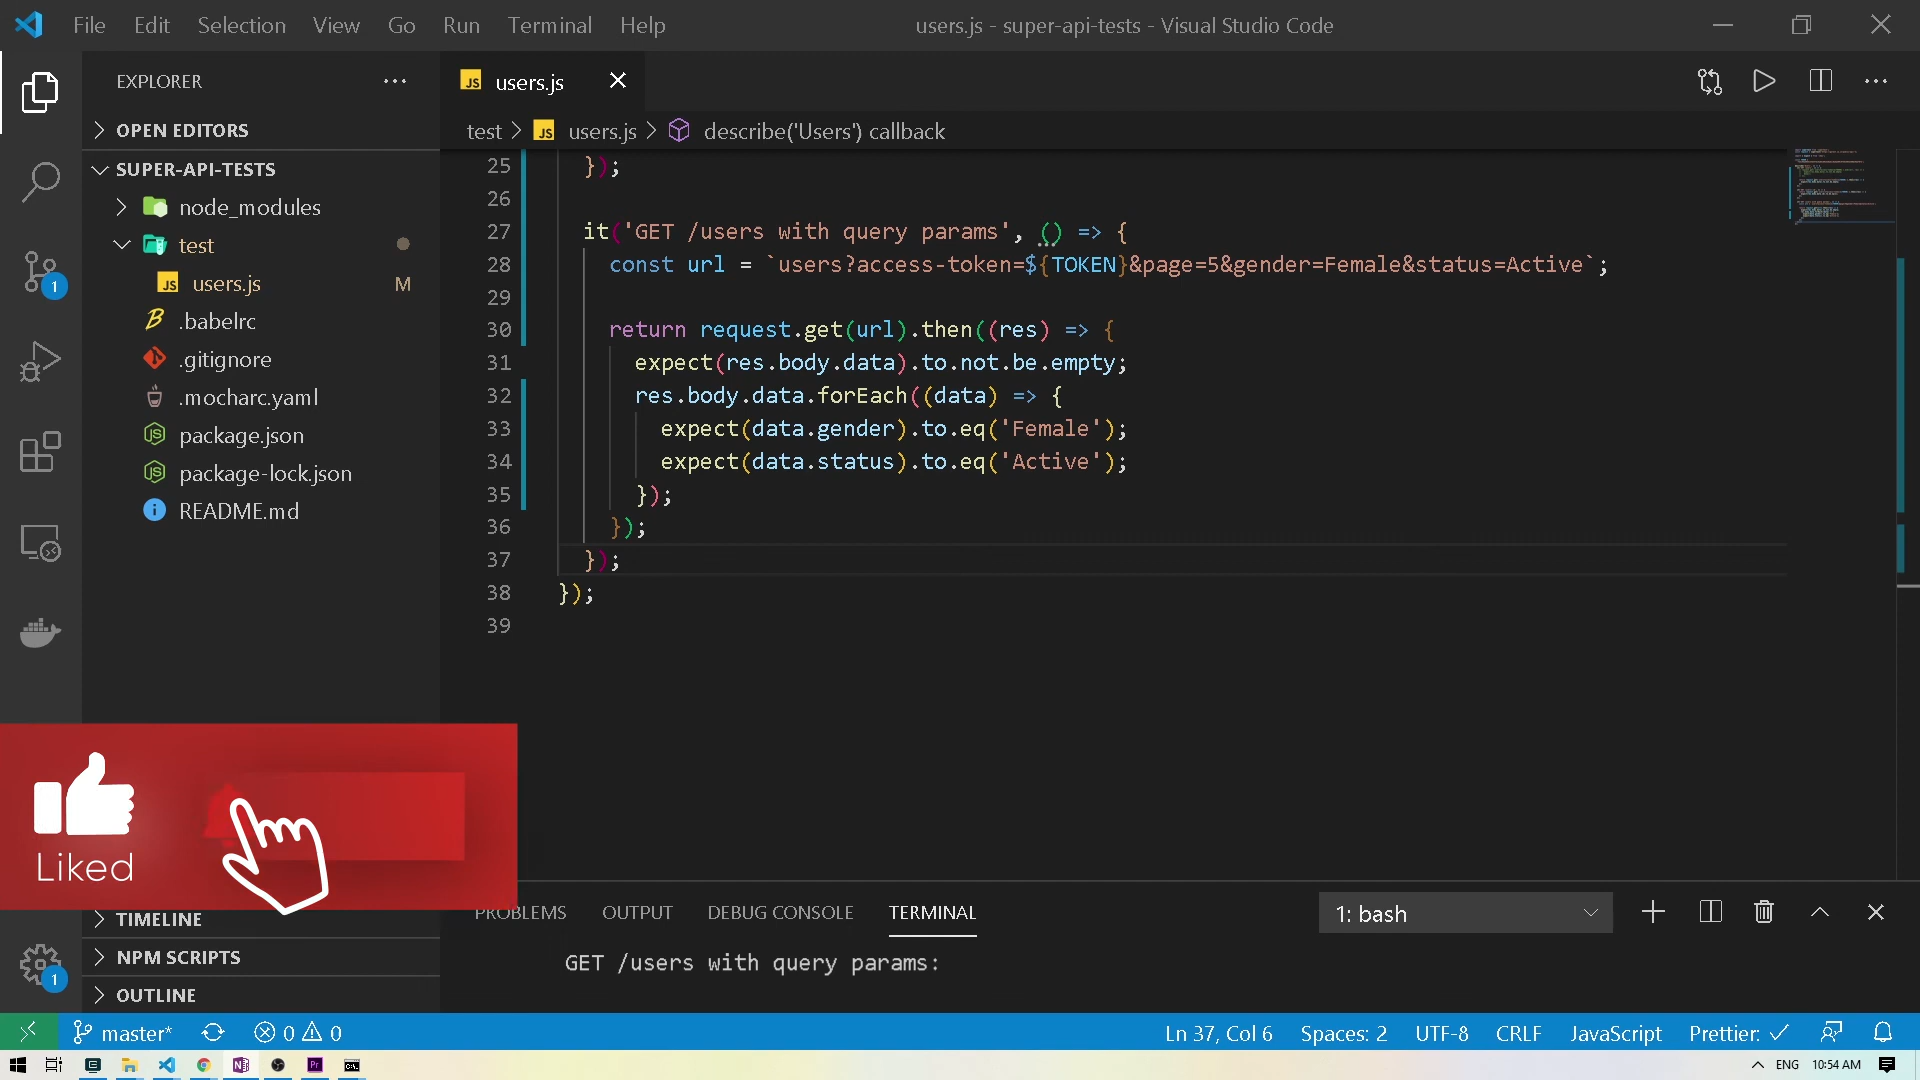 File Edit Selection View Go Run Terminal Help
users.js - super-api-tests - Visual Studio Code
EXPLORER
OPEN EDITORS
SUPER-API-TESTS
node_modules
test
JS users.js M
.babelrc
.gitignore
.mocharc.yaml
package.json
package-lock.json
README.md
JS users.js
test > JS users.js > describe('Users') callback
25 });
26
27 it('GET /users with query params', () => {
28 const url = `users?access-token=${TOKEN}&page=5&gender=Female&status=Active`;
29
30 return request.get(url).then((res) => {
31 expect(res.body.data).to.not.be.empty;
32 res.body.data.forEach((data) => {
33 expect(data.gender).to.eq('Female');
34 expect(data.status).to.eq('Active');
35 });
36 });
37 });
38 });
39
1
Liked
TIMELINE
NPM SCRIPTS
OUTLINE
1
PROBLEMS OUTPUT DEBUG CONSOLE TERMINAL
1: bash
GET /users with query params:
master* 0 0
Ln 37, Col 6 Spaces: 2 UTF-8 CRLF JavaScript Prettier: ✓
ENG 10:54 AM